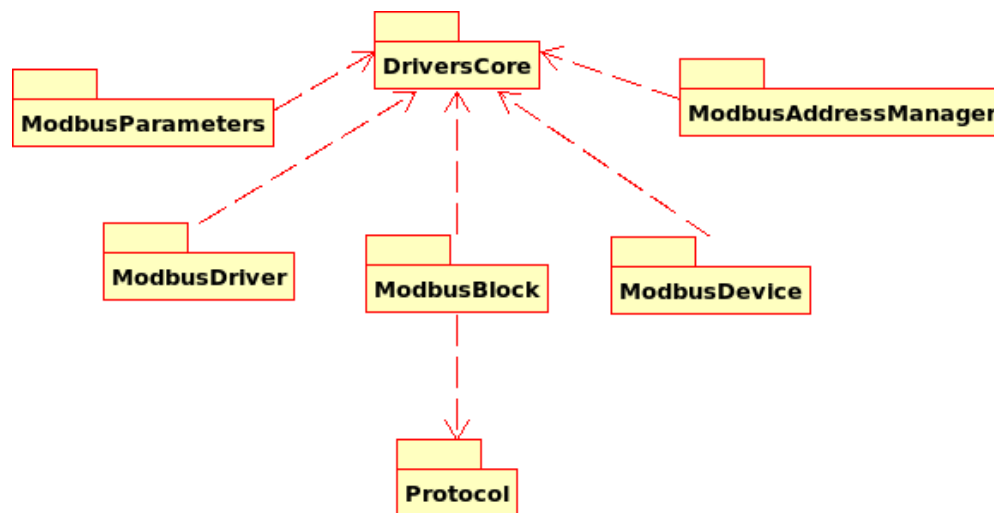 DriversCore
ModbusParameters
ModbusAddressManager
ModbusDriver
ModbusBlock
ModbusDevice
Protocol